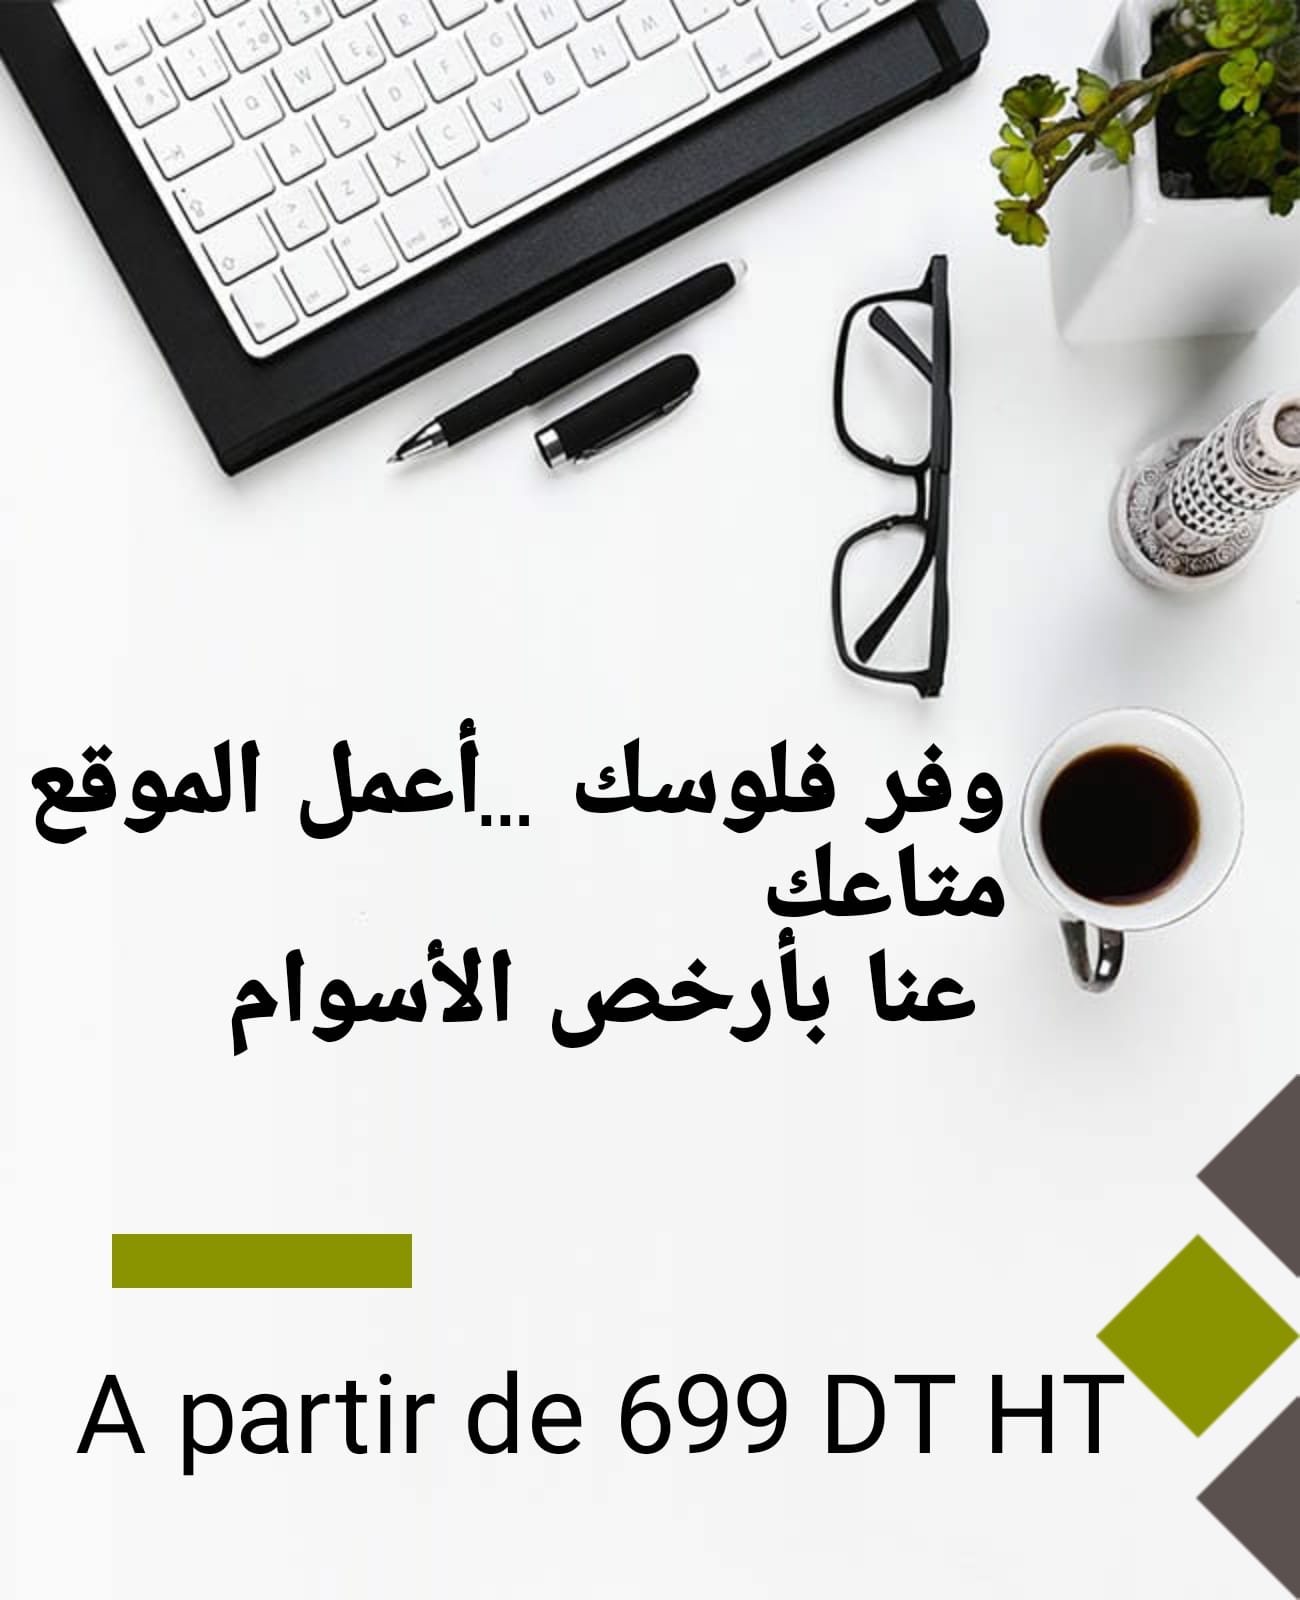 وفر فلوسك ...أعمل الموقع
متاعك
عنا بأرخص الأسوام
A partir de 699 DT HT